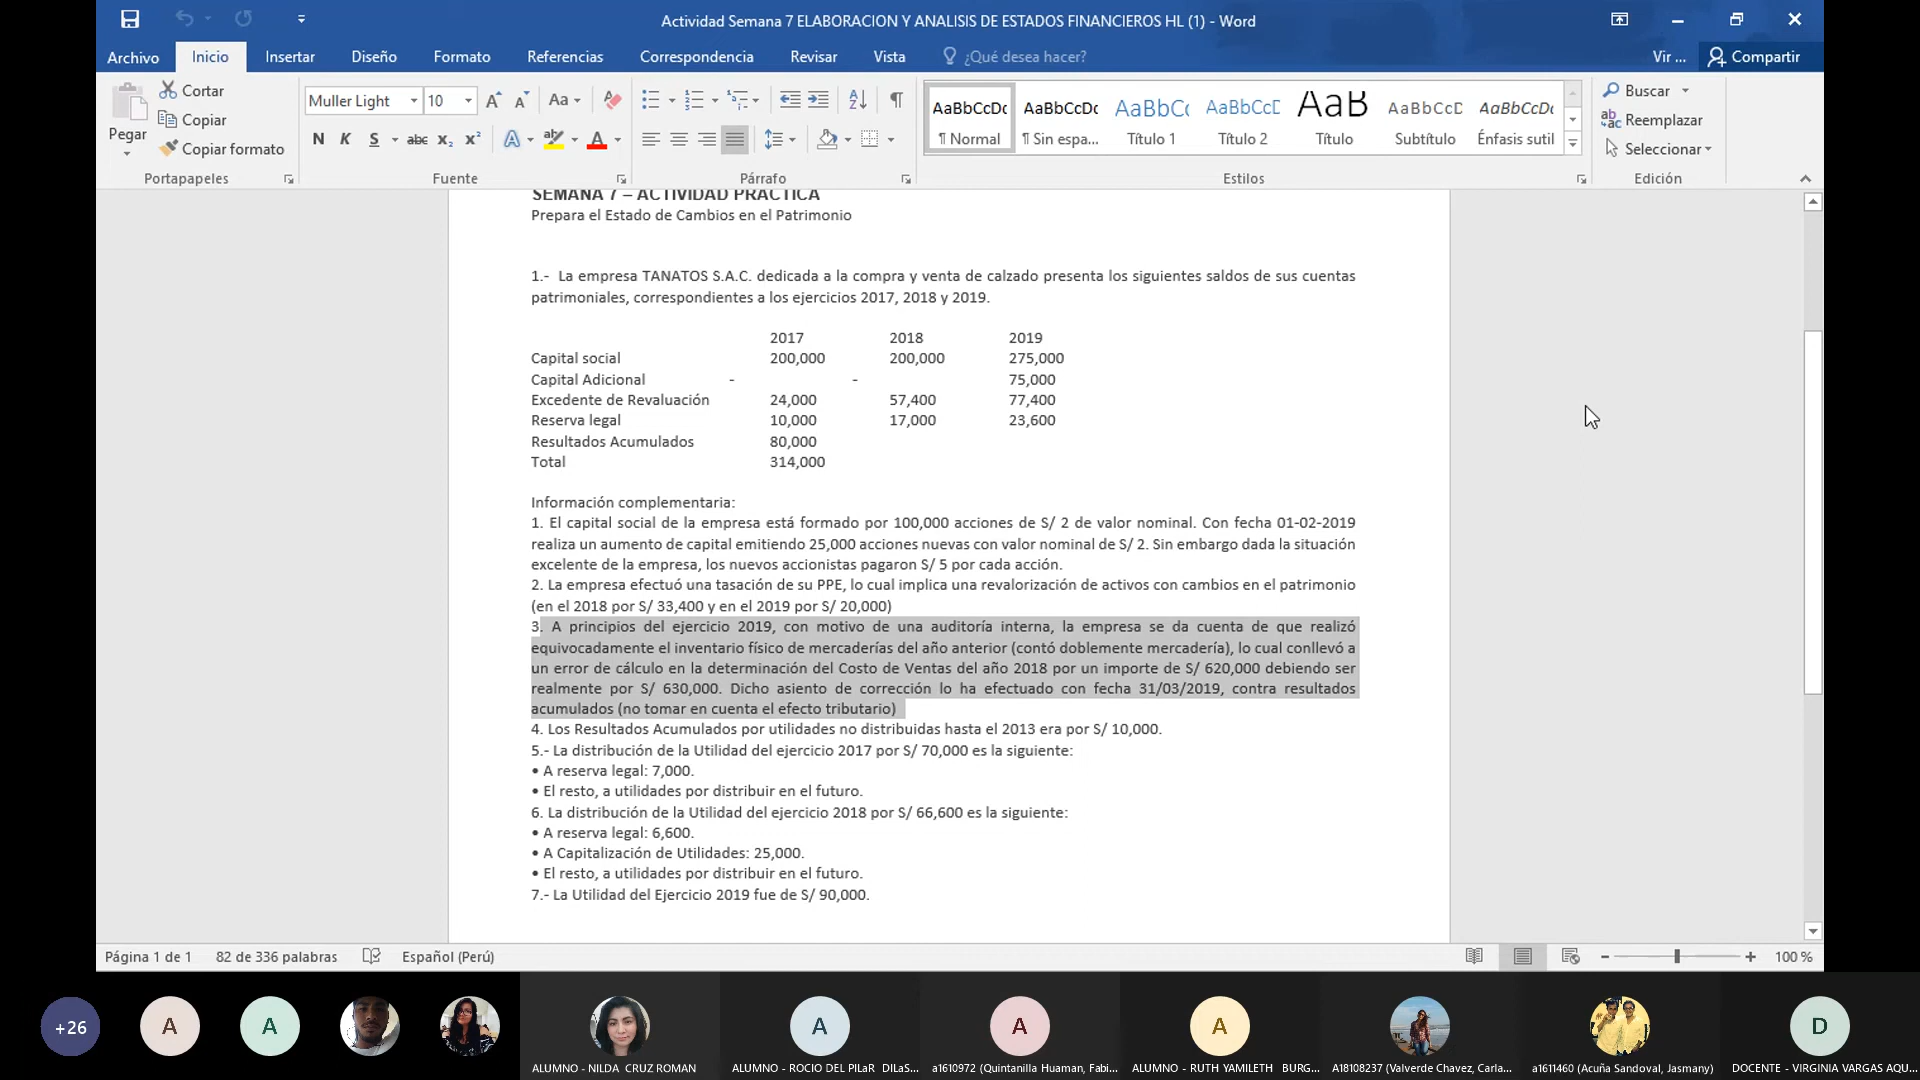 Actividad Semana 7 ELABORACION Y ANALISIS DE ESTADOS FINANCIEROS HL (1) - Word
Archivo Inicio Insertar Diseño Formato Referencias Correspondencia Revisar Vista ¿Qué desea hacer? Vir ... Compartir
Pegar
Cortar
Copiar
Copiar formato
Portapapeles
Muller Light 10
Aa
N K S abc x₂ x² A ab A
Fuente
Párrafo
AaBbCcDc AaBbCcDc AaBbC( AaBbCcE AaB AaBbCcD AaBbCcDc
¶ Normal ¶ Sin espa... Título 1 Título 2 Título Subtítulo Énfasis sutil
Estilos
Buscar
Reemplazar
Seleccionar
Edición
SEMANA 7 – ACTIVIDAD PRACTICA
Prepara el Estado de Cambios en el Patrimonio
1.- La empresa TANATOS S.A.C. dedicada a la compra y venta de calzado presenta los siguientes saldos de sus cuentas
patrimoniales, correspondientes a los ejercicios 2017, 2018 y 2019.
2017 2018 2019
Capital social 200,000 200,000 275,000
Capital Adicional - - 75,000
Excedente de Revaluación 24,000 57,400 77,400
Reserva legal 10,000 17,000 23,600
Resultados Acumulados 80,000
Total 314,000
Información complementaria:
1. El capital social de la empresa está formado por 100,000 acciones de S/ 2 de valor nominal. Con fecha 01-02-2019
realiza un aumento de capital emitiendo 25,000 acciones nuevas con valor nominal de S/ 2. Sin embargo dada la situación
excelente de la empresa, los nuevos accionistas pagaron S/ 5 por cada acción.
2. La empresa efectuó una tasación de su PPE, lo cual implica una revalorización de activos con cambios en el patrimonio
(en el 2018 por S/ 33,400 y en el 2019 por S/ 20,000)
3. A principios del ejercicio 2019, con motivo de una auditoría interna, la empresa se da cuenta de que realizó
equivocadamente el inventario físico de mercaderías del año anterior (contó doblemente mercadería), lo cual conllevó a
un error de cálculo en la determinación del Costo de Ventas del año 2018 por un importe de S/ 620,000 debiendo ser
realmente por S/ 630,000. Dicho asiento de corrección lo ha efectuado con fecha 31/03/2019, contra resultados
acumulados (no tomar en cuenta el efecto tributario)
4. Los Resultados Acumulados por utilidades no distribuidas hasta el 2013 era por S/ 10,000.
5.- La distribución de la Utilidad del ejercicio 2017 por S/ 70,000 es la siguiente:
• A reserva legal: 7,000.
• El resto, a utilidades por distribuir en el futuro.
6. La distribución de la Utilidad del ejercicio 2018 por S/ 66,600 es la siguiente:
• A reserva legal: 6,600.
• A Capitalización de Utilidades: 25,000.
• El resto, a utilidades por distribuir en el futuro.
7.- La Utilidad del Ejercicio 2019 fue de S/ 90,000.
Página 1 de 1 82 de 336 palabras Español (Perú) 100 %
+26 A A A A A D
ALUMNO - NILDA CRUZ ROMAN ALUMNO - ROCIO DEL PILaR DILaS... a1610972 (Quintanilla Huaman, Fabi... ALUMNO - RUTH YAMILETH BURG... A18108237 (Valverde Chavez, Carla... a1611460 (Acuña Sandoval, Jasmany) DOCENTE - VIRGINIA VARGAS AQU...